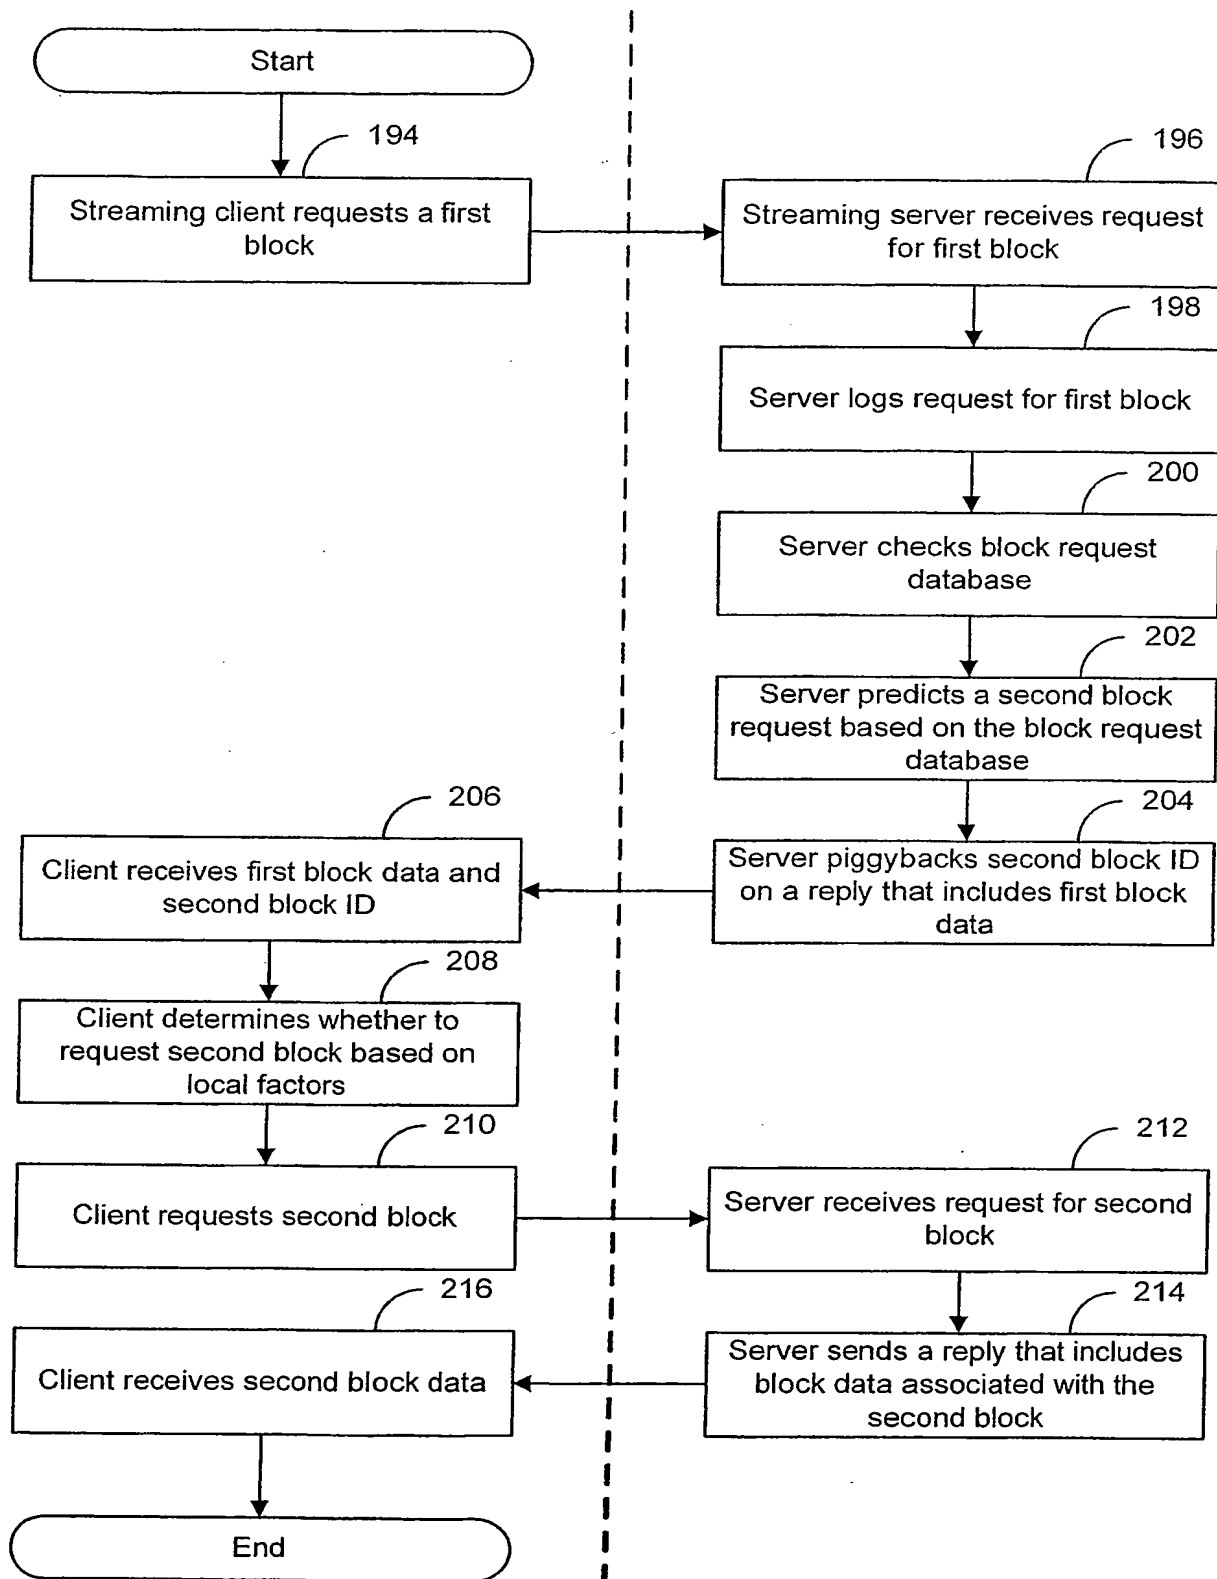 Start
194
Streaming client requests a first
block
196
Streaming server receives request
for first block
198
Server logs request for first block
200
Server checks block request
database
202
Server predicts a second block
request based on the block request
database
204
Server piggybacks second block ID
on a reply that includes first block
data
206
Client receives first block data and
second block ID
208
Client determines whether to
request second block based on
local factors
210
Client requests second block
212
Server receives request for second
block
214
Server sends a reply that includes
block data associated with the
second block
216
Client receives second block data
End